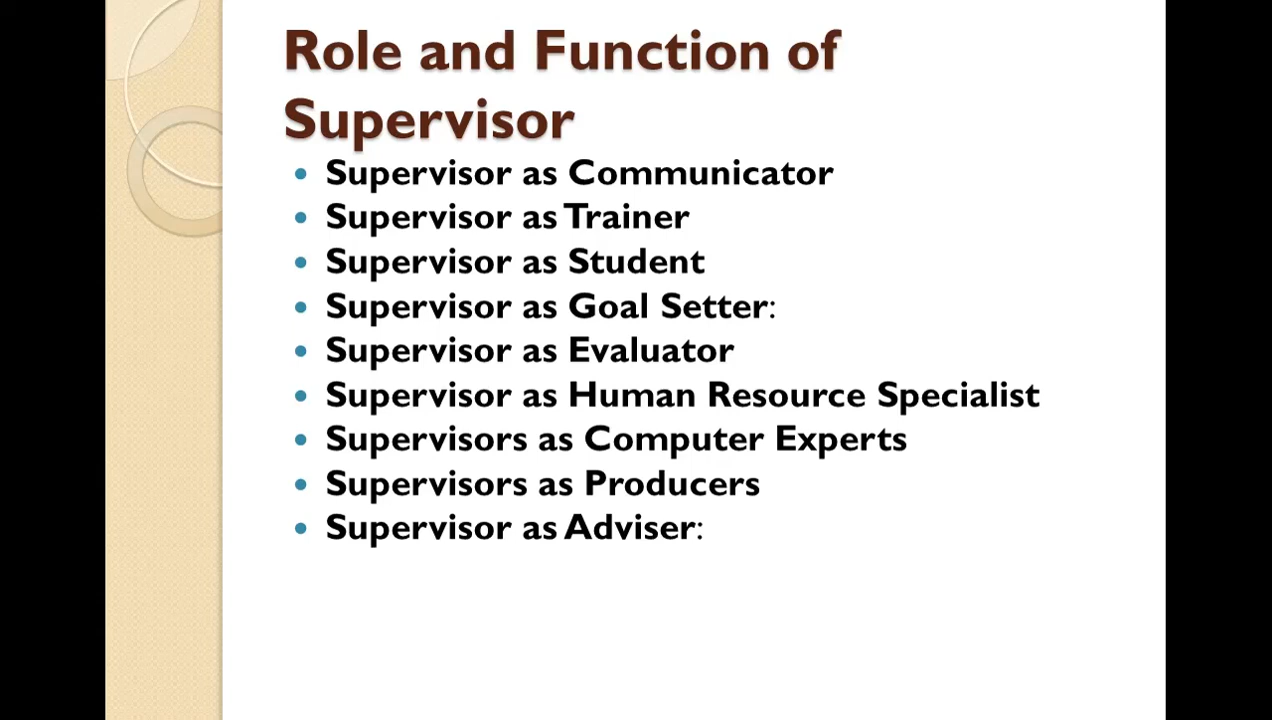 Role and Function of
Supervisor
• Supervisor as Communicator
• Supervisor as Trainer
• Supervisor as Student
• Supervisor as Goal Setter:
• Supervisor as Evaluator
• Supervisor as Human Resource Specialist
• Supervisors as Computer Experts
• Supervisors as Producers
• Supervisor as Adviser: